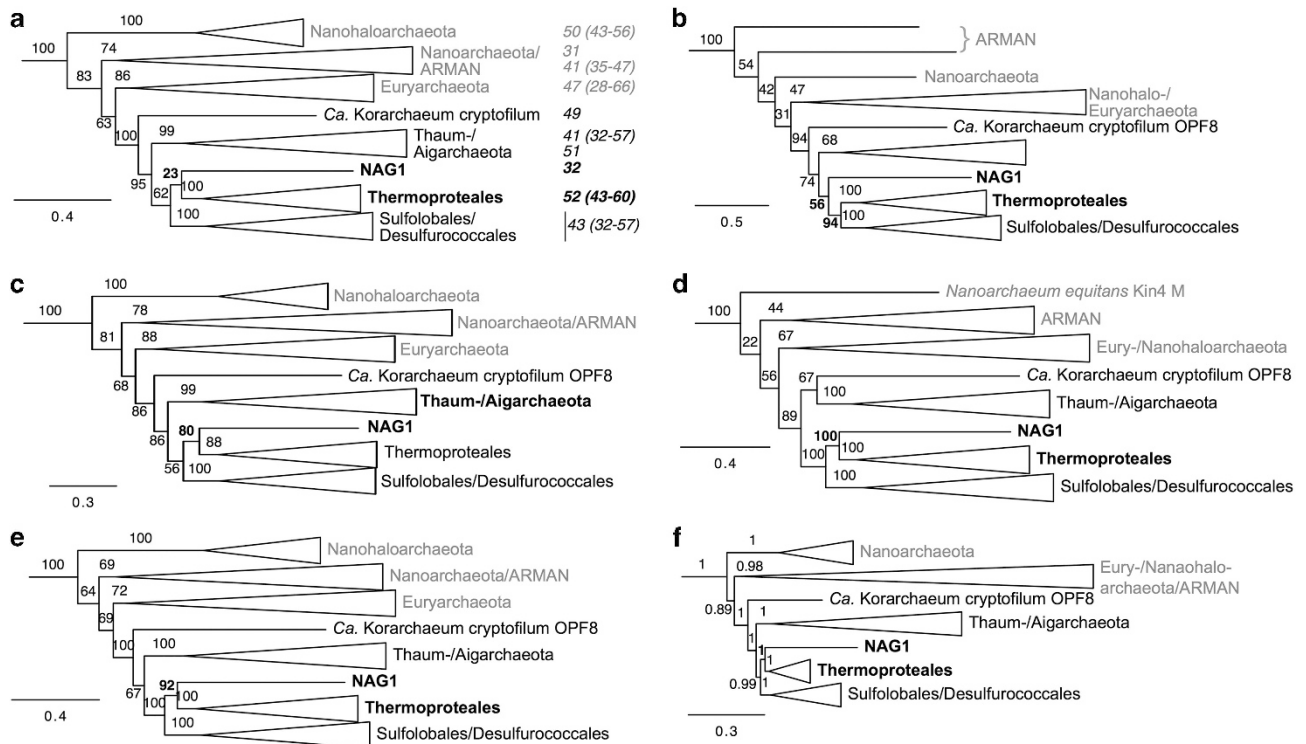 a
100
Nanohaloarchaeota
50 (43-56)
100
74
Nanoarchaeota/
31
ARMAN
41 (35-47)
83
86
Euryarchaeota
47 (28-66)
63
Ca. Korarchaeum cryptofilum
49
100
99
Thaum-/
41 (32-57)
Aigarchaeota
51
95
23
NAG1
32
62
100
Thermoproteales
52 (43-60)
100
Sulfolobales/
Desulfurococcales
43 (32-57)
0.4
b
100
} ARMAN
54
Nanoarchaeota
42
47
Nanohalo-/
Euryarchaeota
31
Ca. Korarchaeum cryptofilum OPF8
94
68
74
NAG1
100
Thermoproteales
56
100
94
Sulfolobales/Desulfurococcales
0.5
c
100
Nanohaloarchaeota
100
78
Nanoarchaeota/ARMAN
81
88
Euryarchaeota
68
Ca. Korarchaeum cryptofilum OPF8
86
99
Thaum-/Aigarchaeota
86
80
NAG1
88
Thermoproteales
56
100
Sulfolobales/Desulfurococcales
0.3
d
100
Nanoarchaeum equitans Kin4 M
44
ARMAN
22
67
Eury-/Nanohaloarchaeota
56
67
Ca. Korarchaeum cryptofilum OPF8
100
Thaum-/Aigarchaeota
89
100
NAG1
100
Thermoproteales
100
100
Sulfolobales/Desulfurococcales
0.4
e
100
Nanohaloarchaeota
100
69
Nanoarchaeota/ARMAN
64
72
Euryarchaeota
69
Ca. Korarchaeum cryptofilum OPF8
100
100
Thaum-/Aigarchaeota
67
92
NAG1
100
Thermoproteales
100
100
Sulfolobales/Desulfurococcales
0.4
f
1
Nanoarchaeota
1
0.98
Eury-/Nanaohalo-
archaeota/ARMAN
0.89
Ca. Korarchaeum cryptofilum OPF8
1
1
Thaum-/Aigarchaeota
1
1
NAG1
1
Thermoproteales
0.99
1
Sulfolobales/Desulfurococcales
0.3